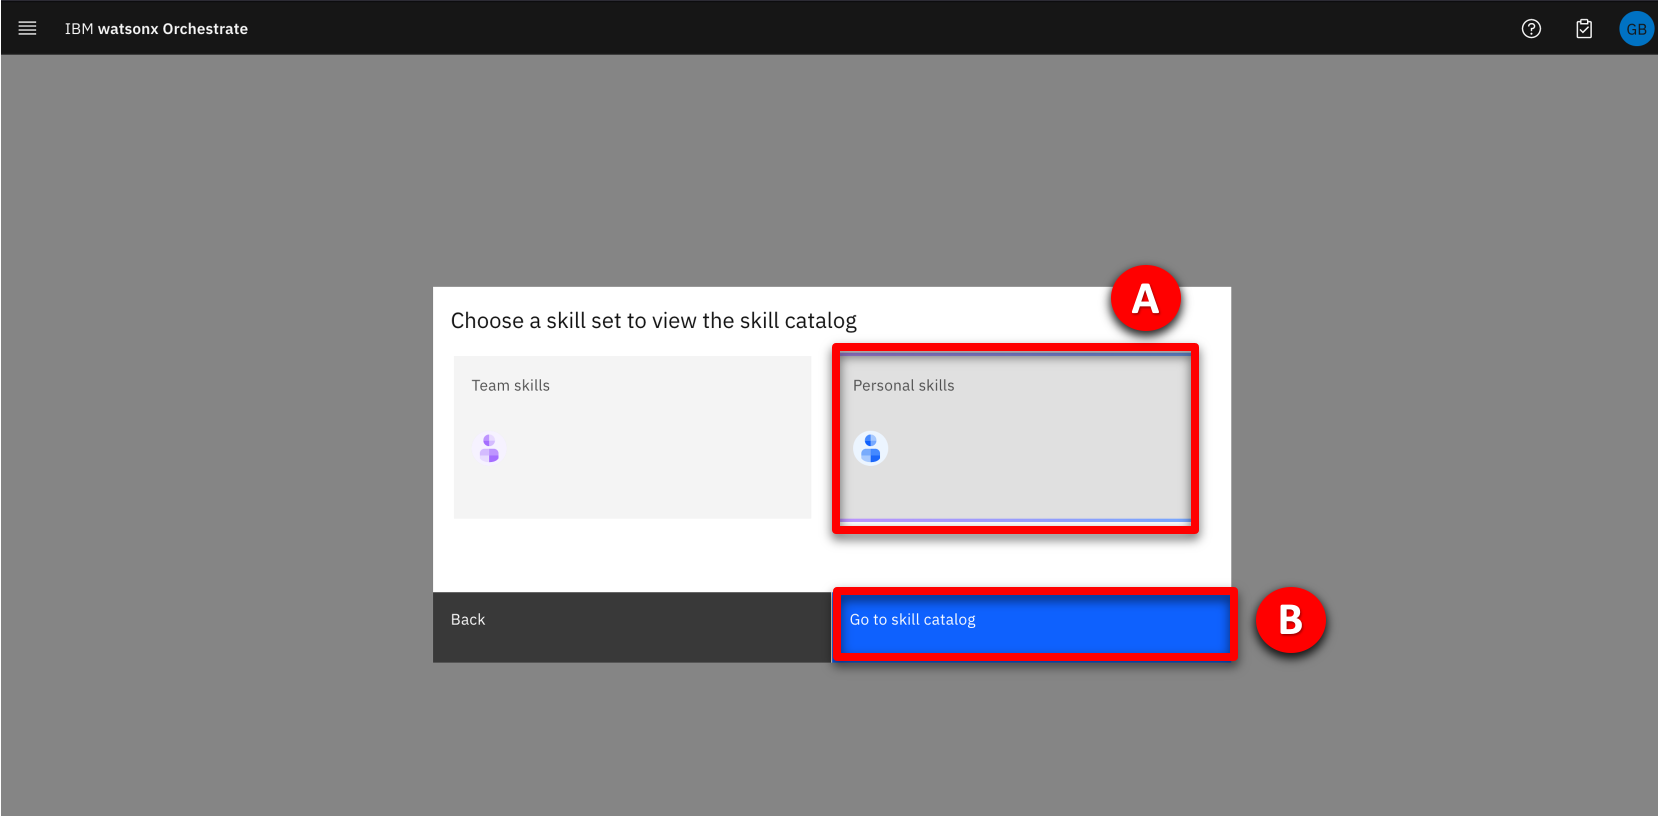 IBM watsonx Orchestrate
GB
A
Choose a skill set to view the skill catalog
Team skills
Personal skills
Back
Go to skill catalog
B